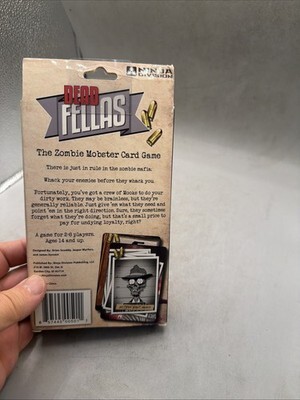 NINJA
DIVISION
DEAD
FELLAS
The Zombie Mobster Card Game
There is just in rule in the zombie mafia:
Whack your enemies before they whack you.
Fortunately, you've got a crew of Mooks to do your
dirty work. They may be brainless, but they're
generally reliable. Just give 'em what they need and
point 'em in the right direction. Sure, they sometimes
forget what they're doing, but that's a small price to
pay for undying loyalty, right?
A game for 2-6 players.
Ages 14 and up.